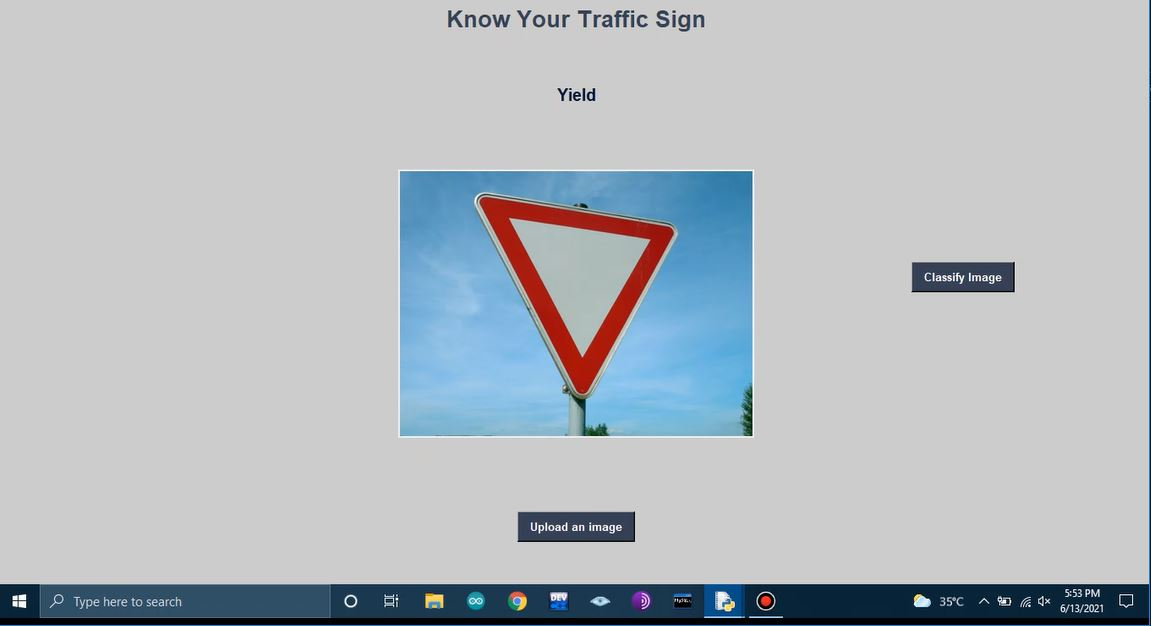 Know Your Traffic Sign
Yield
Classify Image
Upload an image
Type here to search
DEV
35°C
5:53 PM
6/13/2021